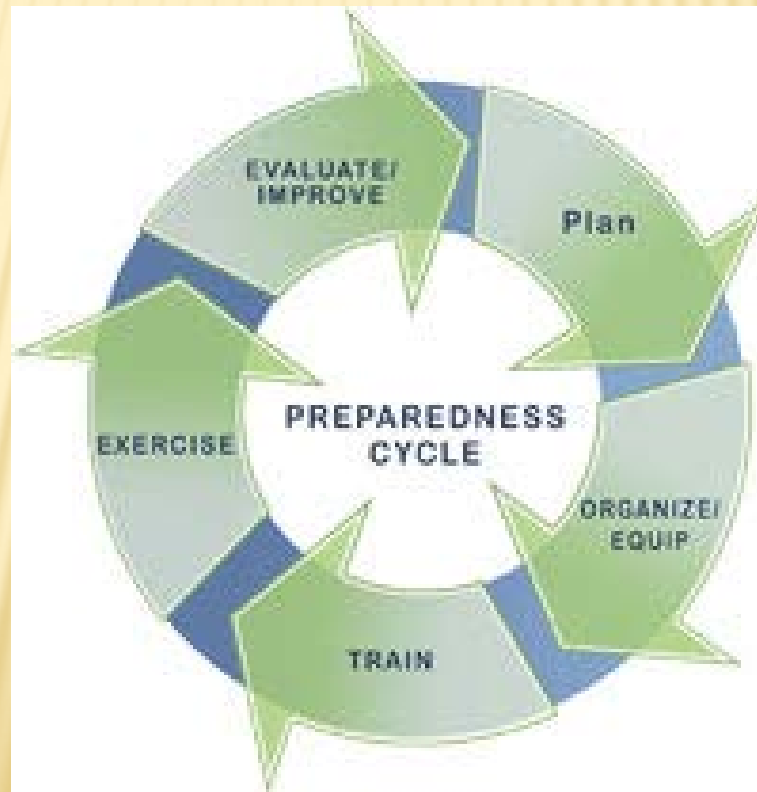 EVALUATE/
IMPROVE
Plan
PREPAREDNESS
CYCLE
EXERCISE
ORGANIZE/
EQUIP
TRAIN